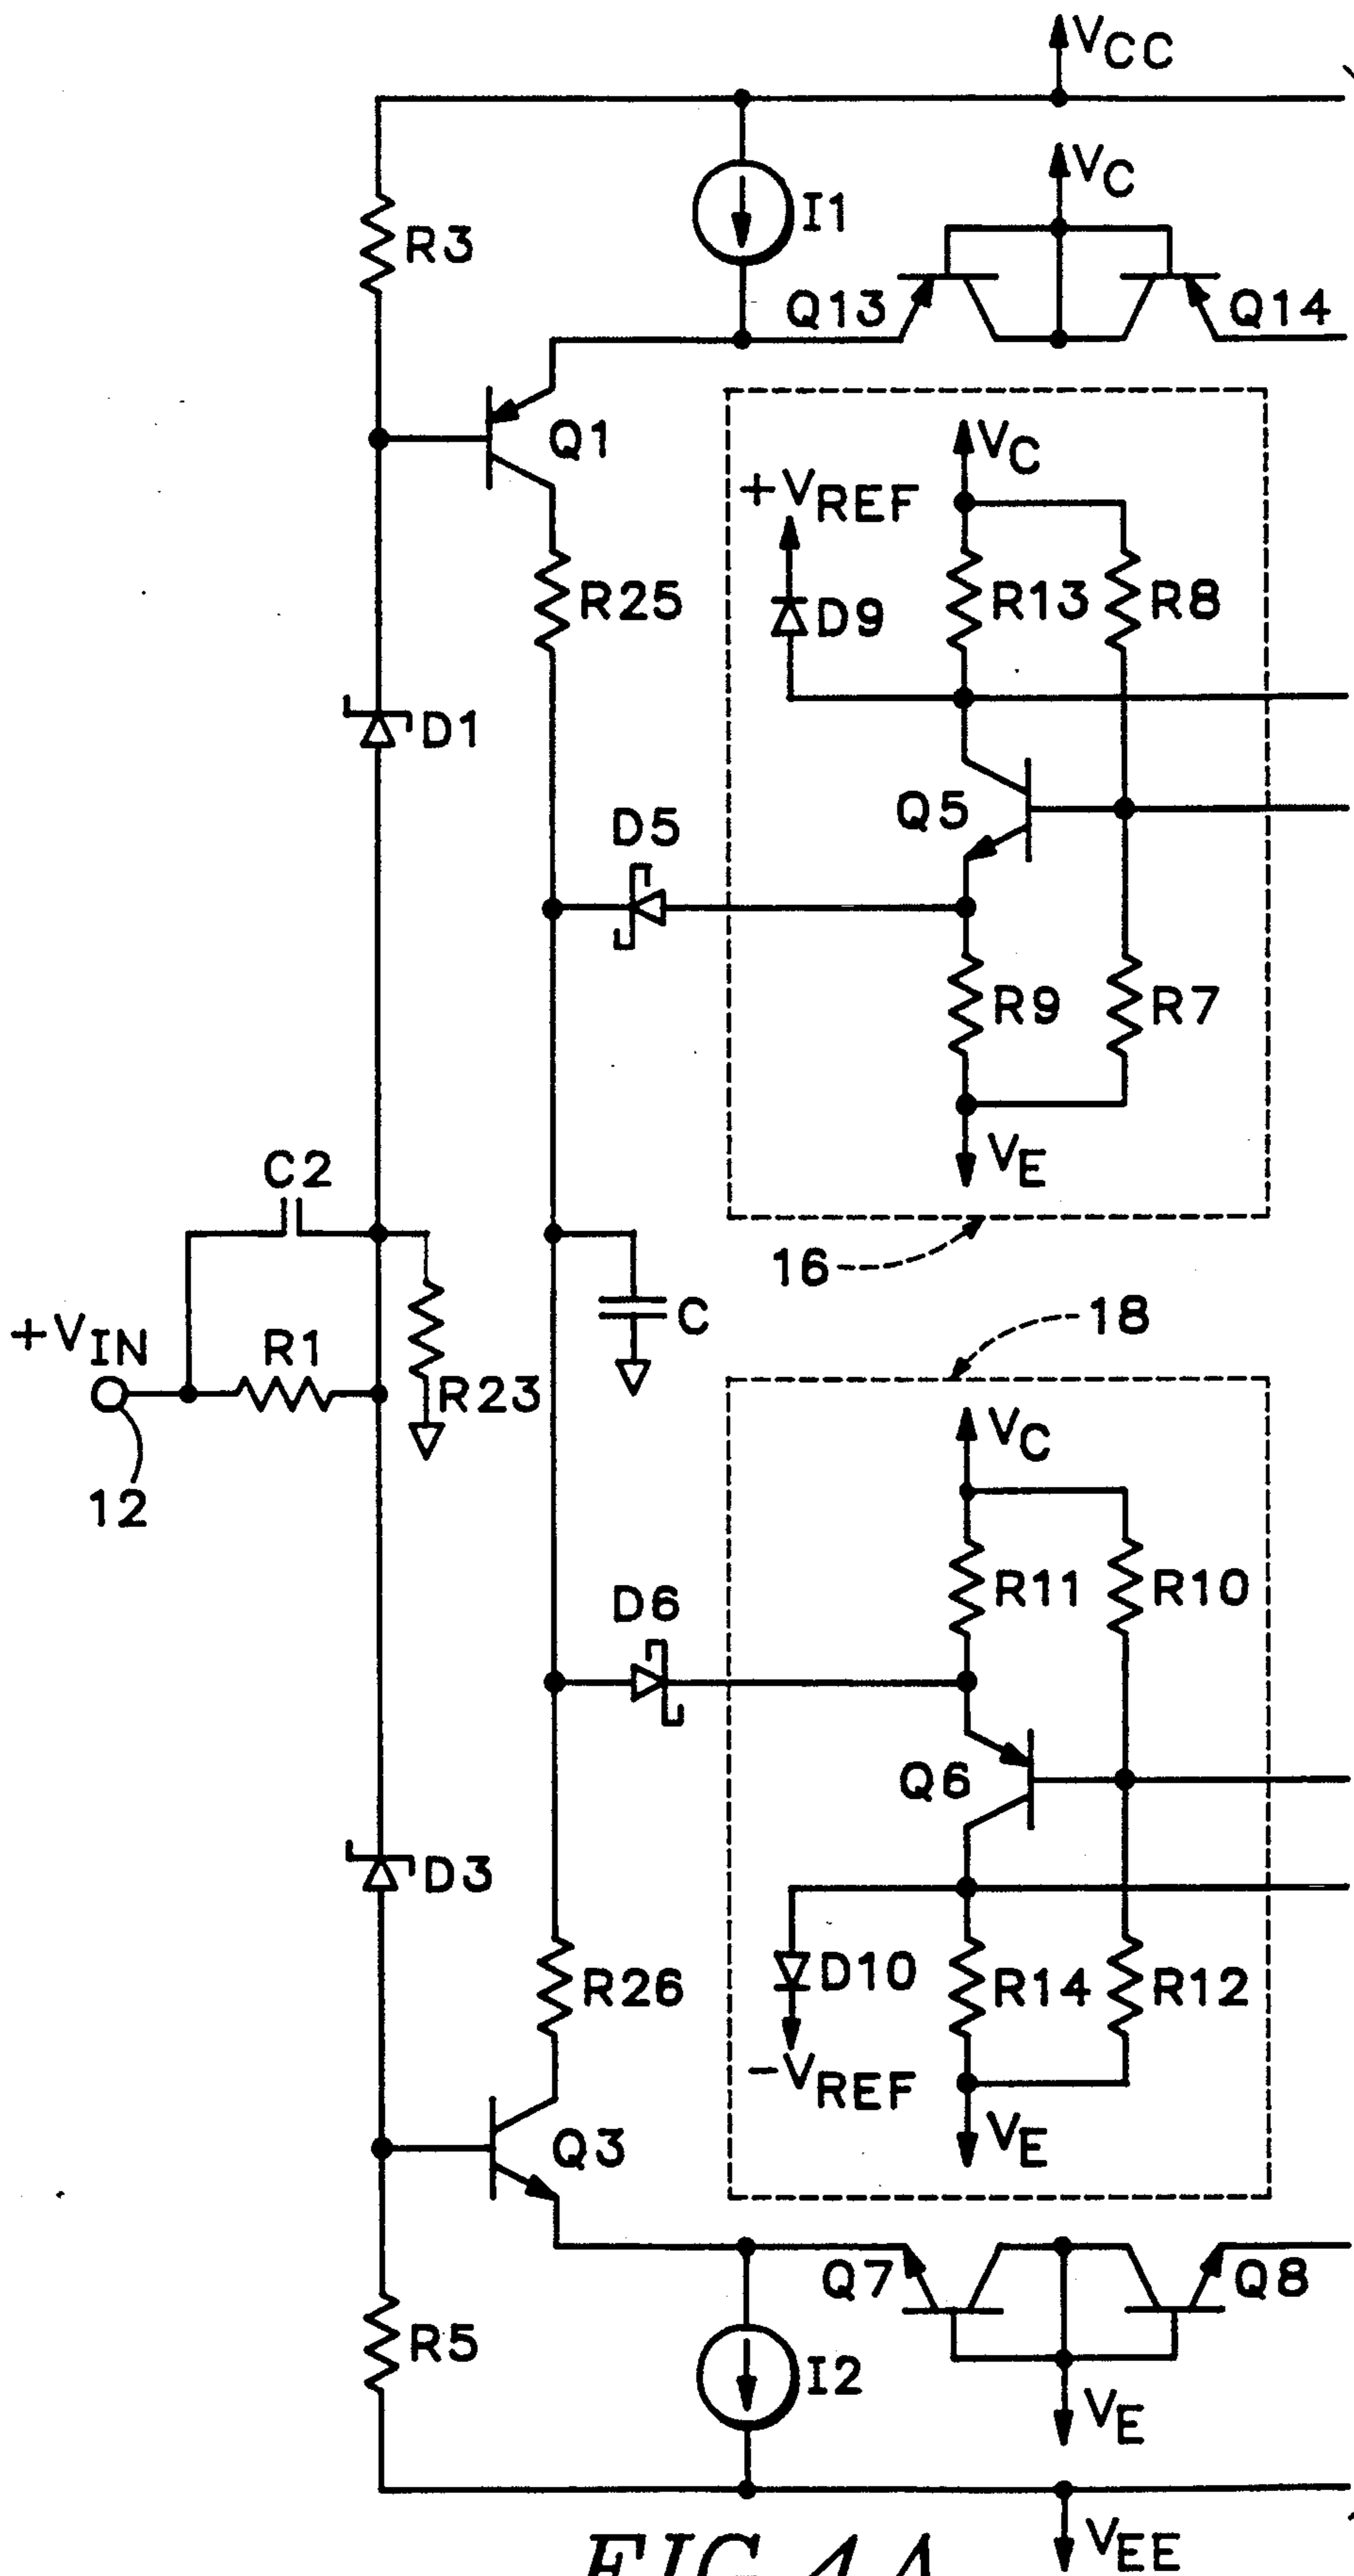 VCC
VC
I1
R3
Q13
Q14
Q1
VC
+VREF
R25
D9
R13
R8
D1
Q5
D5
R9
R7
VE
C2
16
C
18
+VIN
R1
R23
12
VC
R11
R10
D6
Q6
D3
D10
R14
R12
R26
-VREF
VE
Q3
Q7
Q8
R5
I2
VE
VEE
FIG. 4A